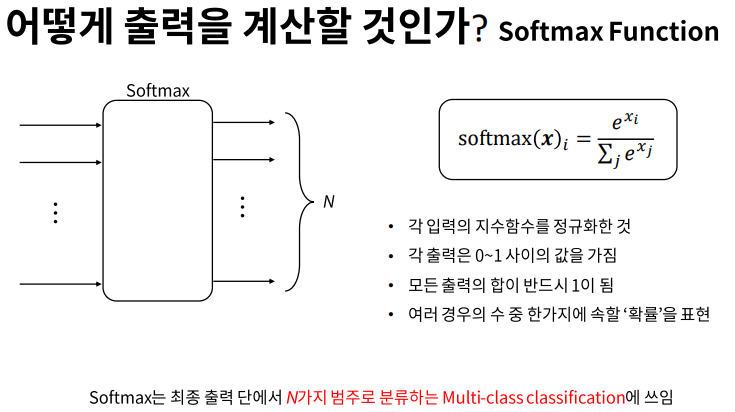 어떻게 출력을 계산할 것인가? Softmax Function
Softmax
⋮
⋮
N
softmax(𝒙)ᵢ = e^{x_i} / ∑_j e^{x_j}
• 각 입력의 지수함수를 정규화한 것
• 각 출력은 0~1 사이의 값을 가짐
• 모든 출력의 합이 반드시 1이 됨
• 여러 경우의 수 중 한가지에 속할 ‘확률’을 표현
Softmax는 최종 출력 단에서 N가지 범주로 분류하는 Multi-class classification에 쓰임